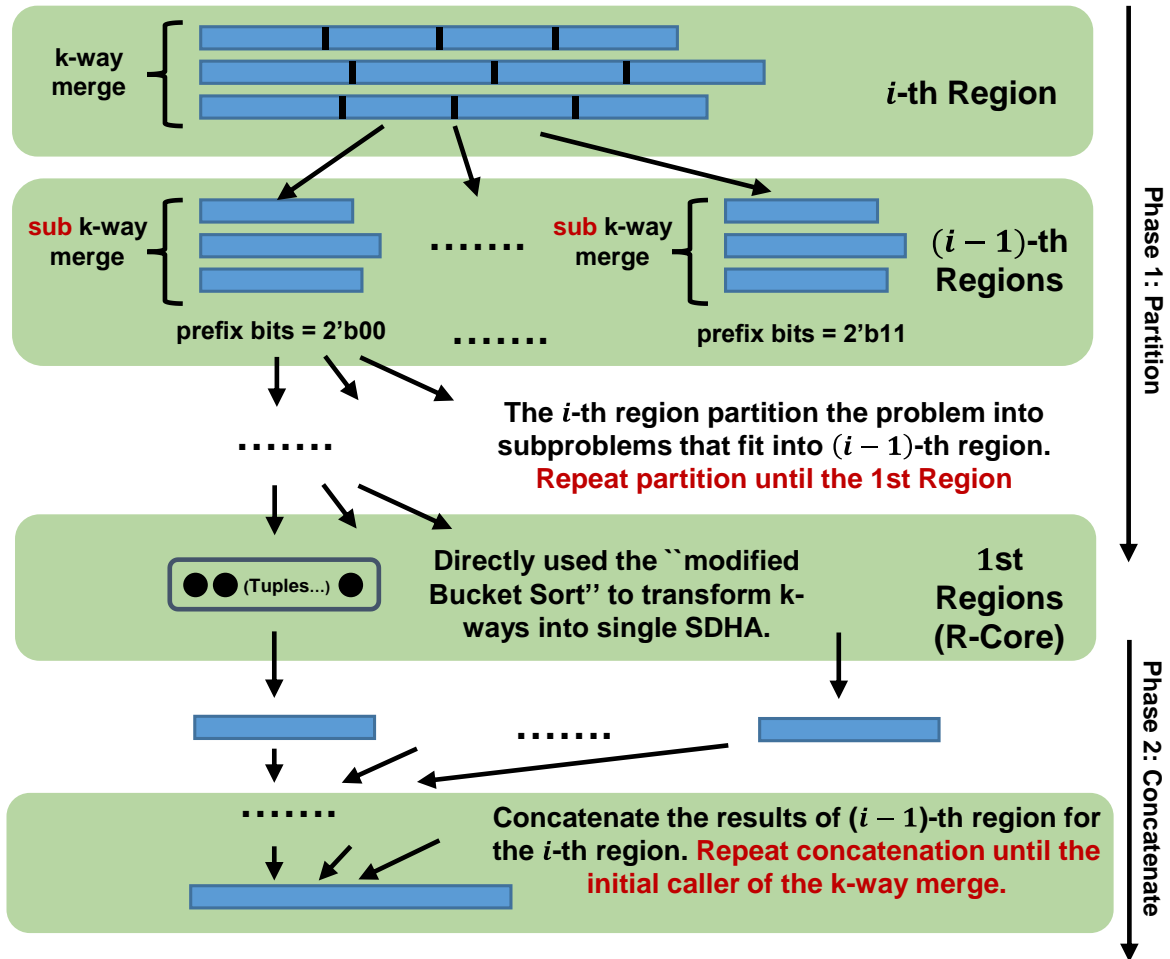 k-way
merge
i-th Region
sub k-way
merge
.......
sub k-way
merge
(i − 1)-th
Regions
prefix bits = 2'b00
.......
prefix bits = 2'b11
The i-th region partition the problem into
subproblems that fit into (i − 1)-th region.
Repeat partition until the 1st Region
.......
(Tuples...)
Directly used the ``modified
Bucket Sort'' to transform k-
ways into single SDHA.
1st
Regions
(R-Core)
.......
.......
Concatenate the results of (i − 1)-th region for
the i-th region. Repeat concatenation until the
initial caller of the k-way merge.
Phase 1: Partition
Phase 2: Concatenate